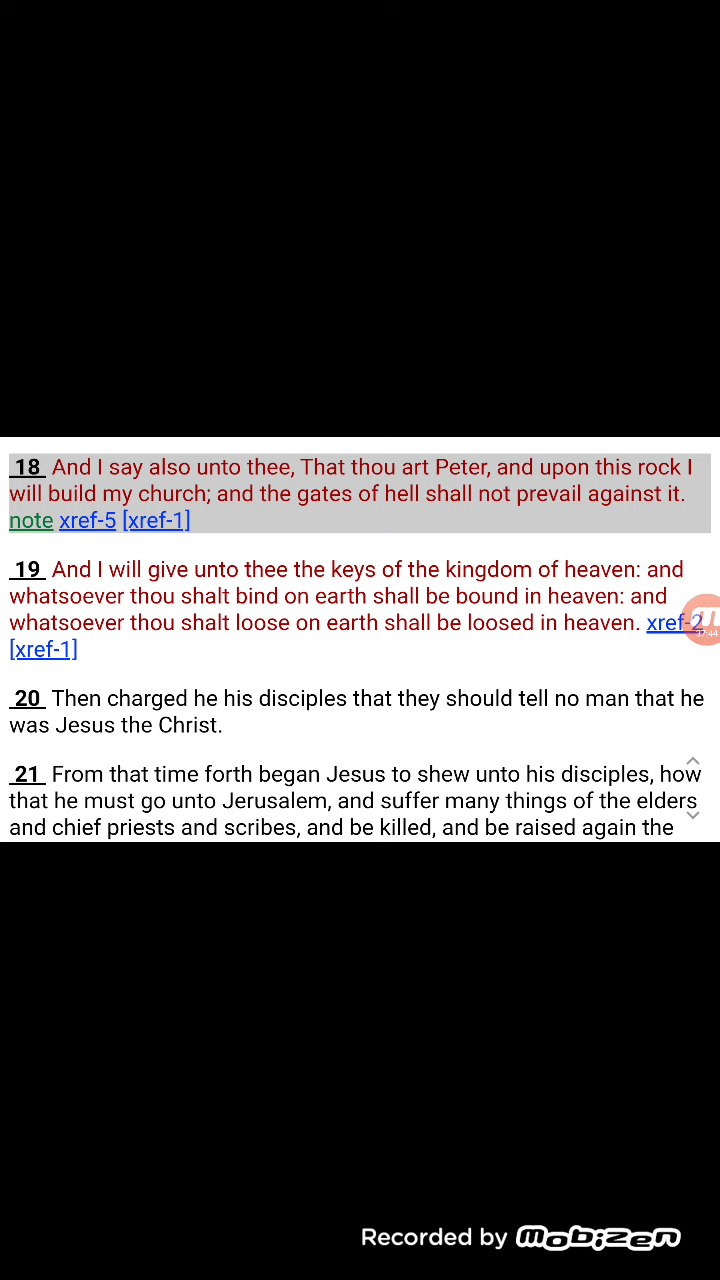 18 And I say also unto thee, That thou art Peter, and upon this rock I
will build my church; and the gates of hell shall not prevail against it.
note xref-5 [xref-1]
19 And I will give unto thee the keys of the kingdom of heaven: and
whatsoever thou shalt bind on earth shall be bound in heaven: and
whatsoever thou shalt loose on earth shall be loosed in heaven. xref-2
37:44
[xref-1]
20 Then charged he his disciples that they should tell no man that he
was Jesus the Christ.
21 From that time forth began Jesus to shew unto his disciples, how
that he must go unto Jerusalem, and suffer many things of the elders
and chief priests and scribes, and be killed, and be raised again the
Recorded by mobizen